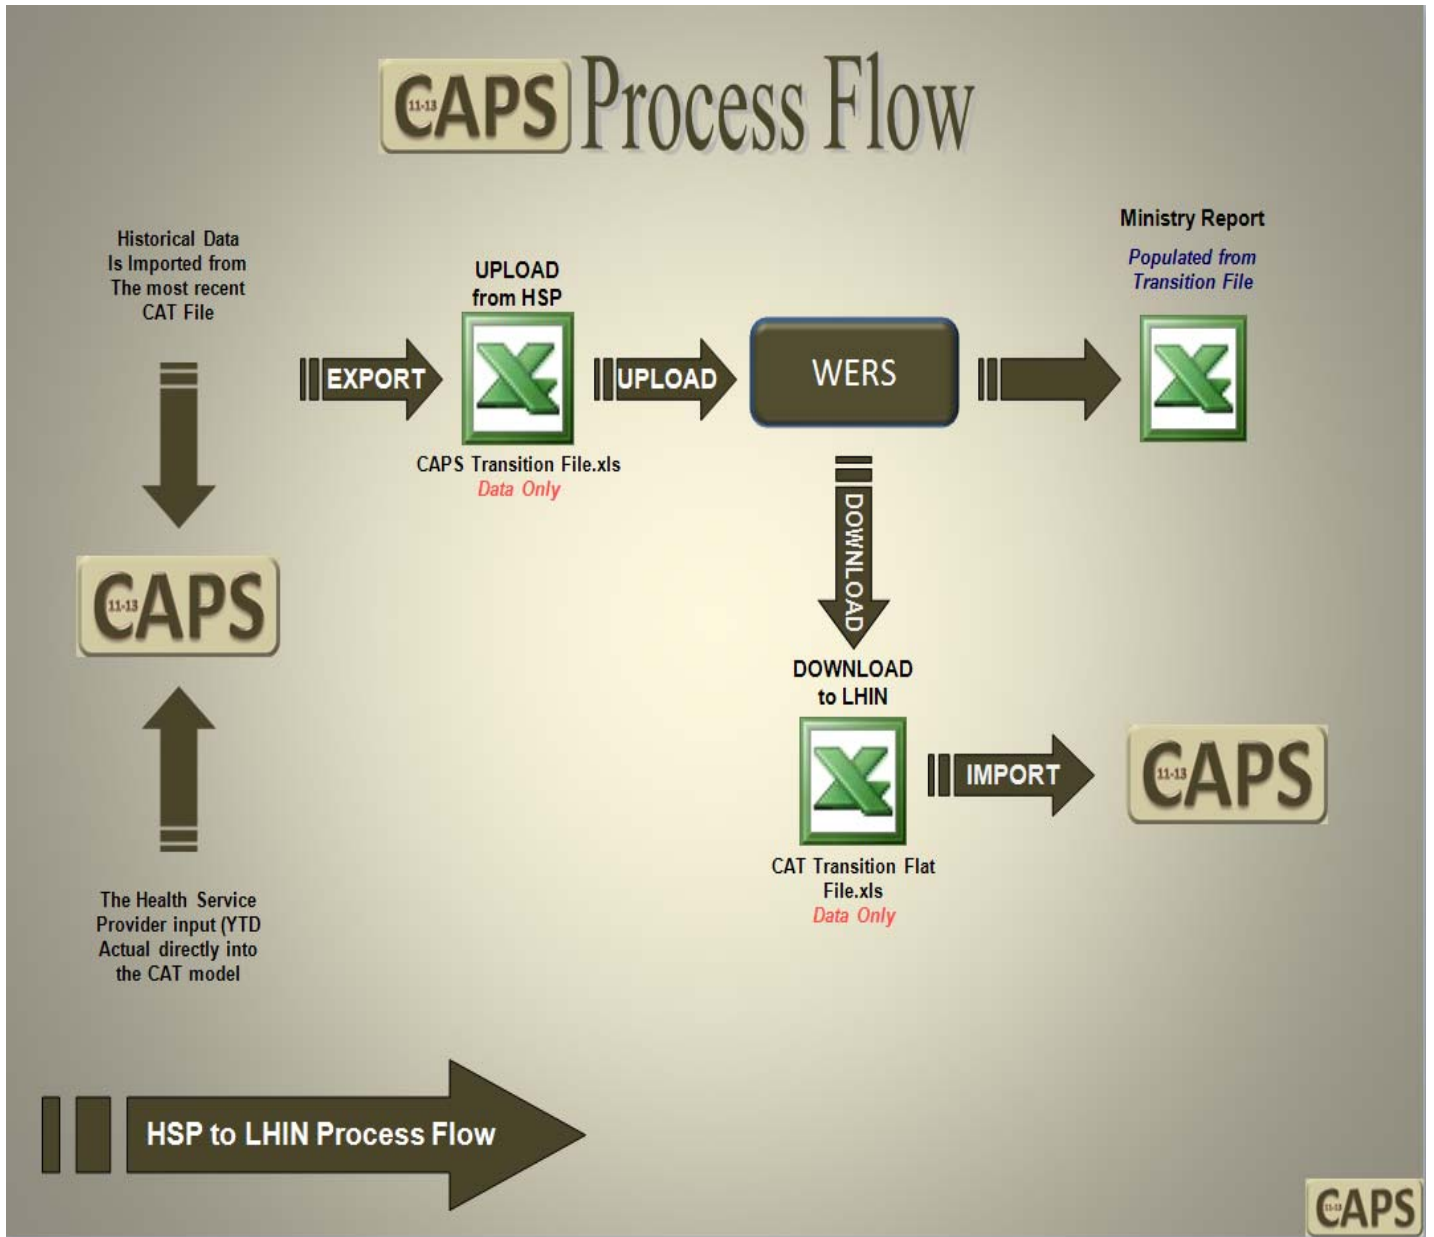 CAPS Process Flow
11-13
Historical Data
Is Imported from
The most recent
CAT File
EXPORT
UPLOAD
from HSP
CAPS Transition File.xls
Data Only
UPLOAD
WERS
Ministry Report
Populated from
Transition File
CAPS
11-13
DOWNLOAD
DOWNLOAD
to LHIN
CAT Transition Flat
File.xls
Data Only
IMPORT
CAPS
11-13
The Health Service
Provider input (YTD
Actual directly into
the CAT model
HSP to LHIN Process Flow
CAPS
11-13